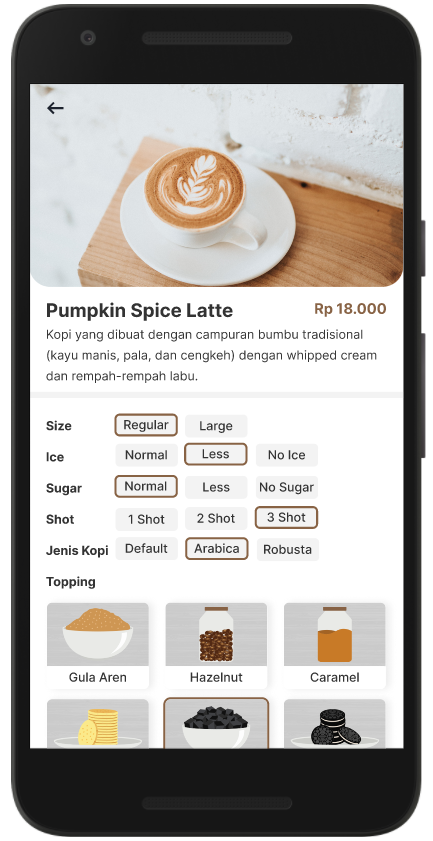 Pumpkin Spice Latte Rp 18.000
Kopi yang dibuat dengan campuran bumbu tradisional
(kayu manis, pala, dan cengkeh) dengan whipped cream
dan rempah-rempah labu.
Size Regular Large
Ice Normal Less No Ice
Sugar Normal Less No Sugar
Shot 1 Shot 2 Shot 3 Shot
Jenis Kopi Default Arabica Robusta
Topping
Gula Aren Hazelnut Caramel